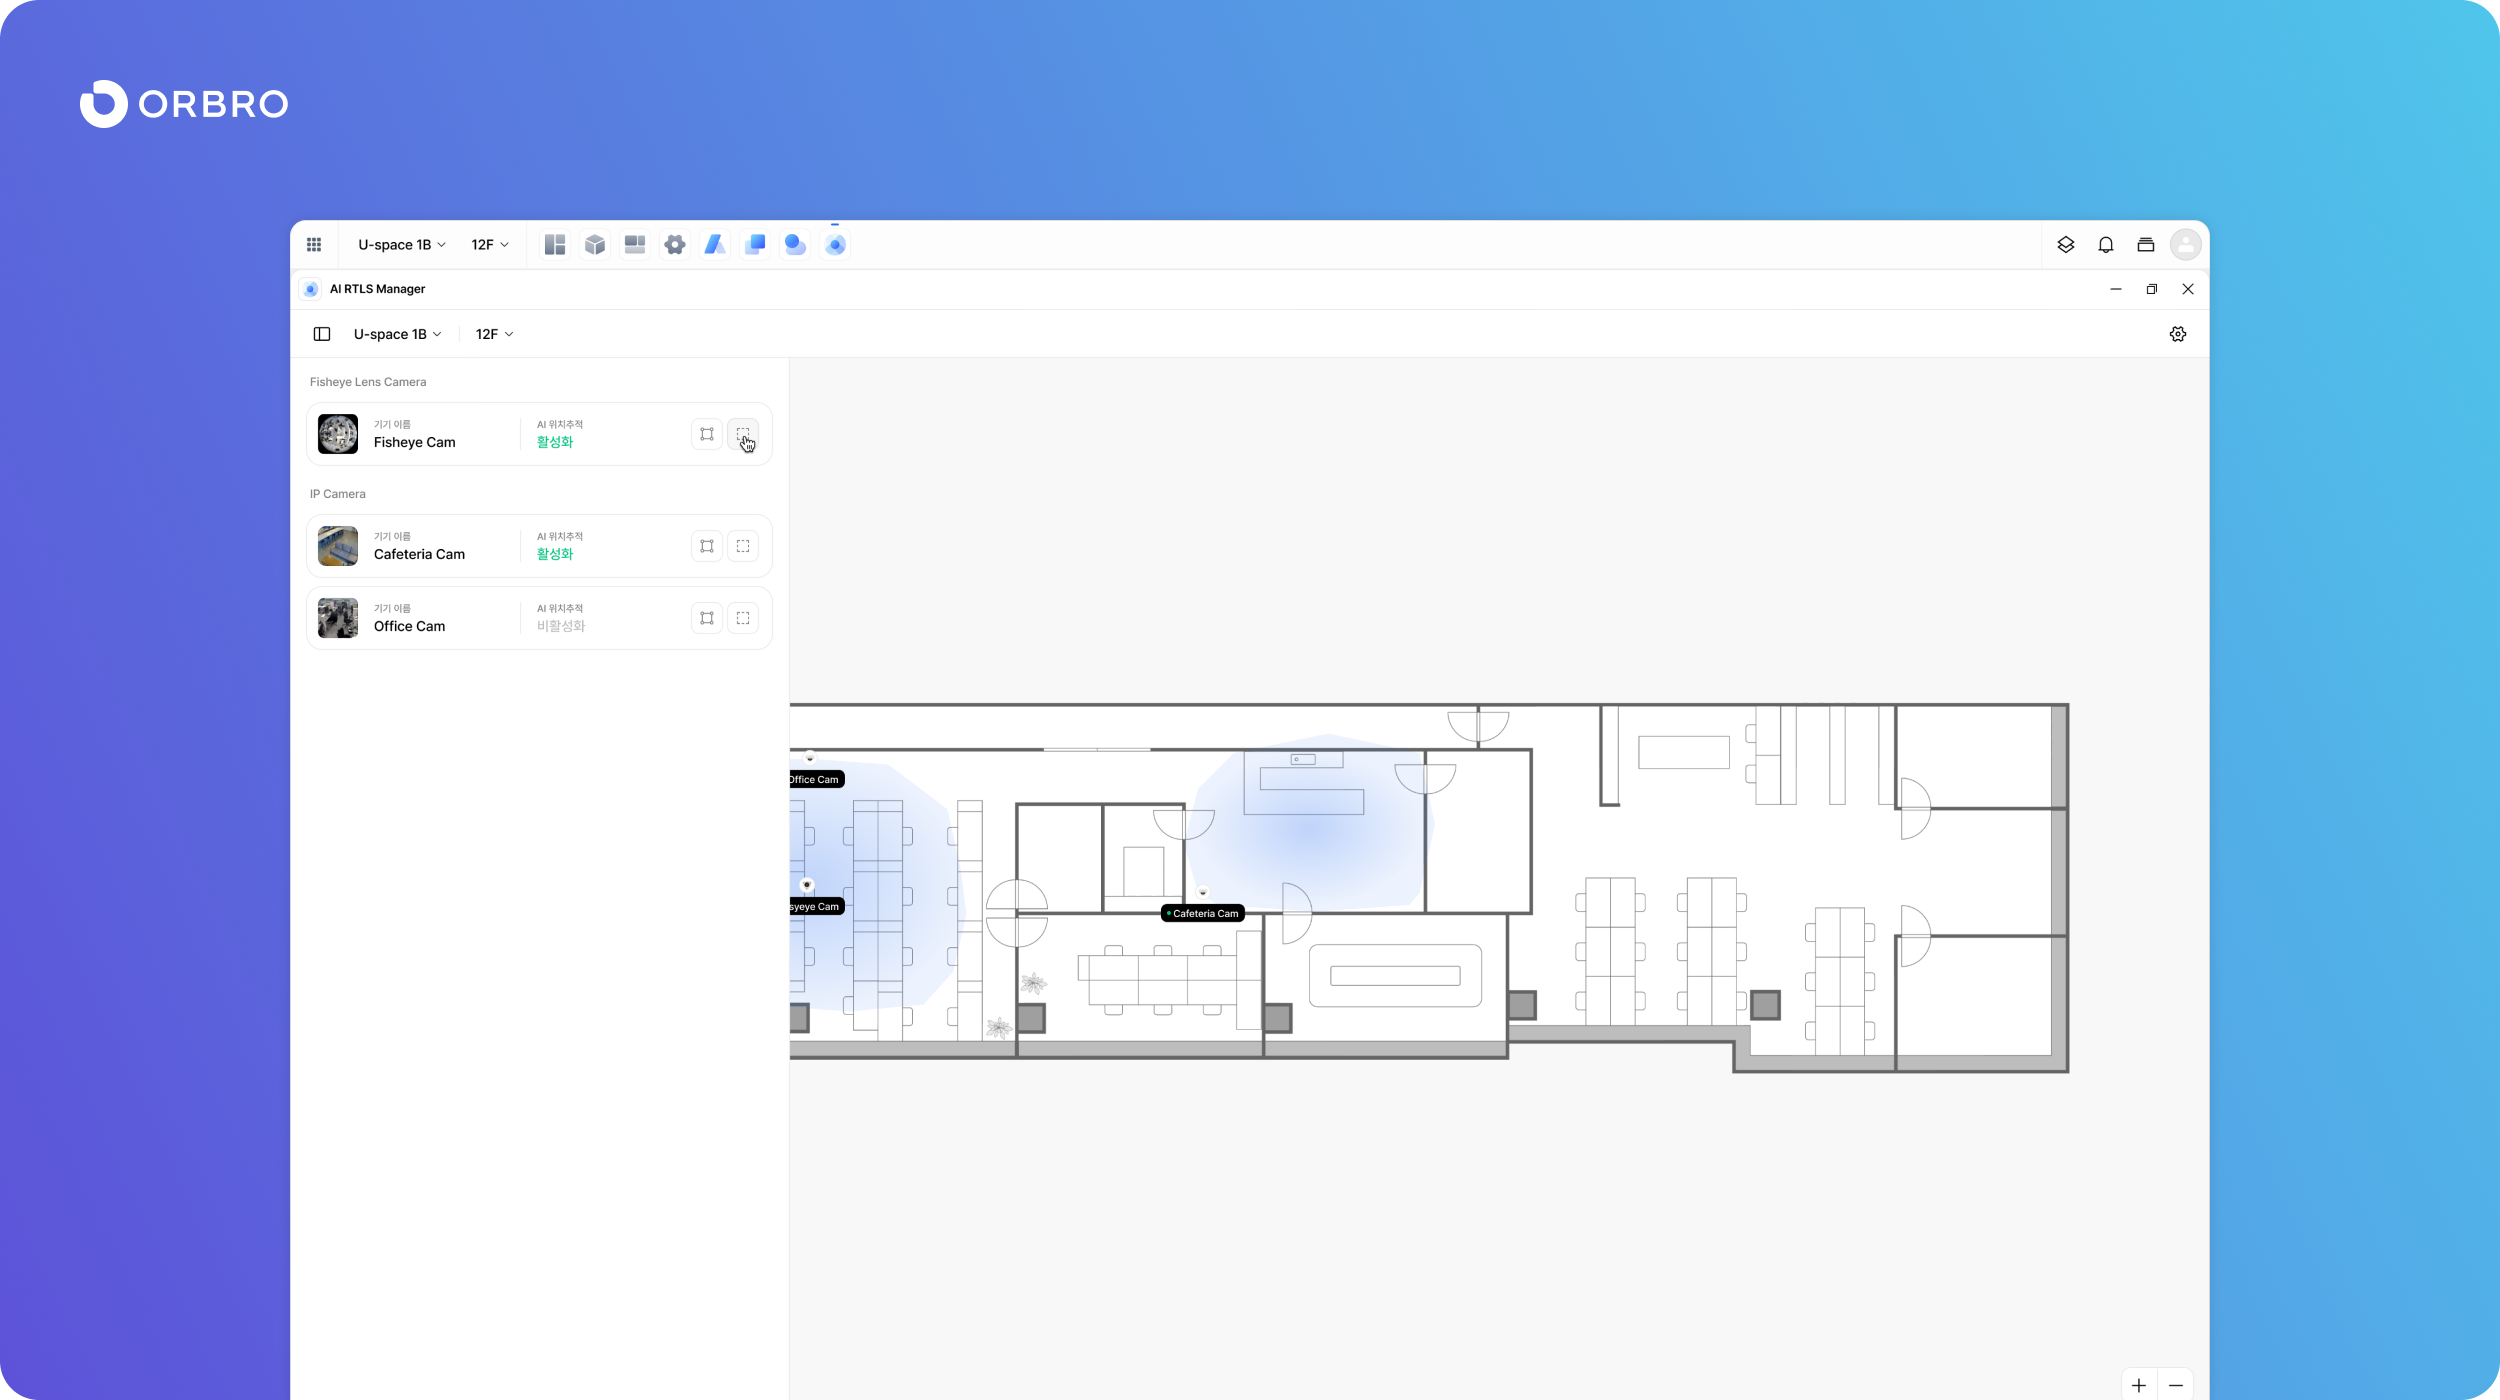 ORBRO
U-space 1B
12F
AI RTLS Manager
U-space 1B
12F
Fisheye Lens Camera
기기 이름
Fisheye Cam
AI 위치추적
활성화
IP Camera
기기 이름
Cafeteria Cam
AI 위치추적
활성화
기기 이름
Office Cam
AI 위치추적
비활성화
Office Cam
syeye Cam
Cafeteria Cam